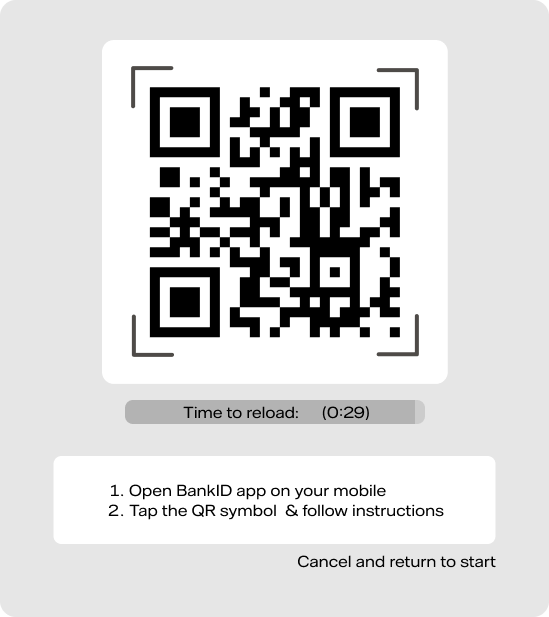 Time to reload: (0:29)
1. Open BankID app on your mobile
2. Tap the QR symbol & follow instructions
Cancel and return to start